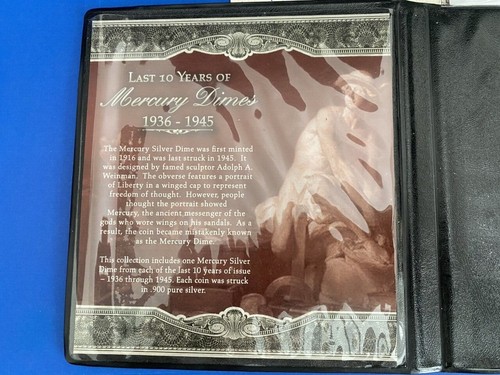 Last 10 Years of
Mercury Dimes
1936 - 1945
The Mercury Silver Dime was first minted
in 1916 and was last struck in 1945. It
was designed by famed sculptor Adolph A.
Weinman. The obverse features a portrait
of Liberty in a winged cap to represent
freedom of thought. However, people
thought the portrait showed
Mercury, the ancient messenger of the
gods who wore wings on his sandals. As a
result, the coin became mistakenly known
as the Mercury Dime.
This collection includes one Mercury Silver
Dime from each of the last 10 years of issue
– 1936 through 1945. Each coin was struck
in .900 pure silver.